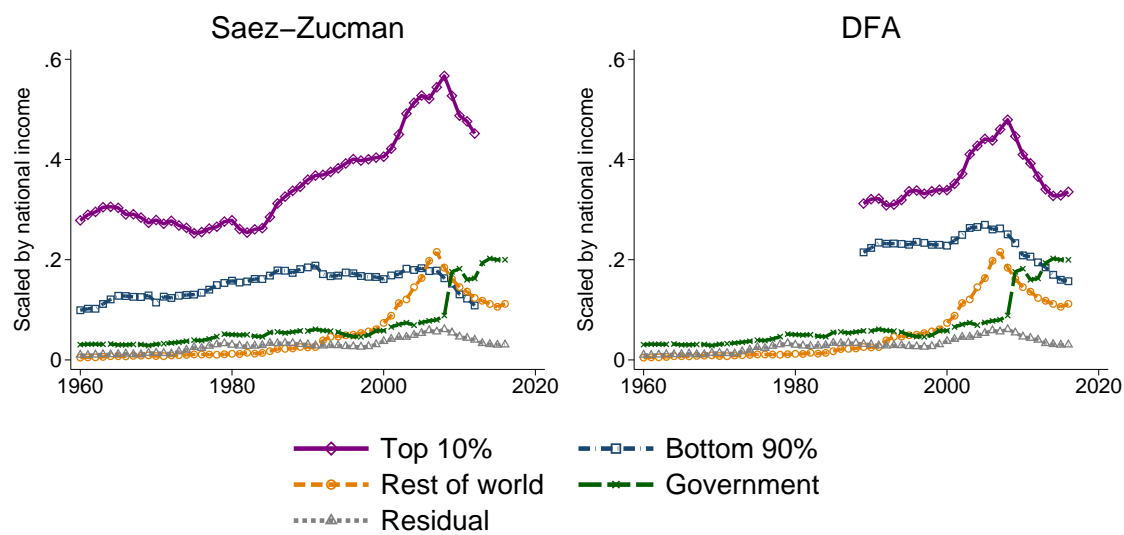 Saez−Zucman
DFA
Scaled by national income
.6
.4
.2
0
1960 1980 2000 2020
Scaled by national income
.6
.4
.2
0
1960 1980 2000 2020
Top 10% Bottom 90%
Rest of world Government
Residual